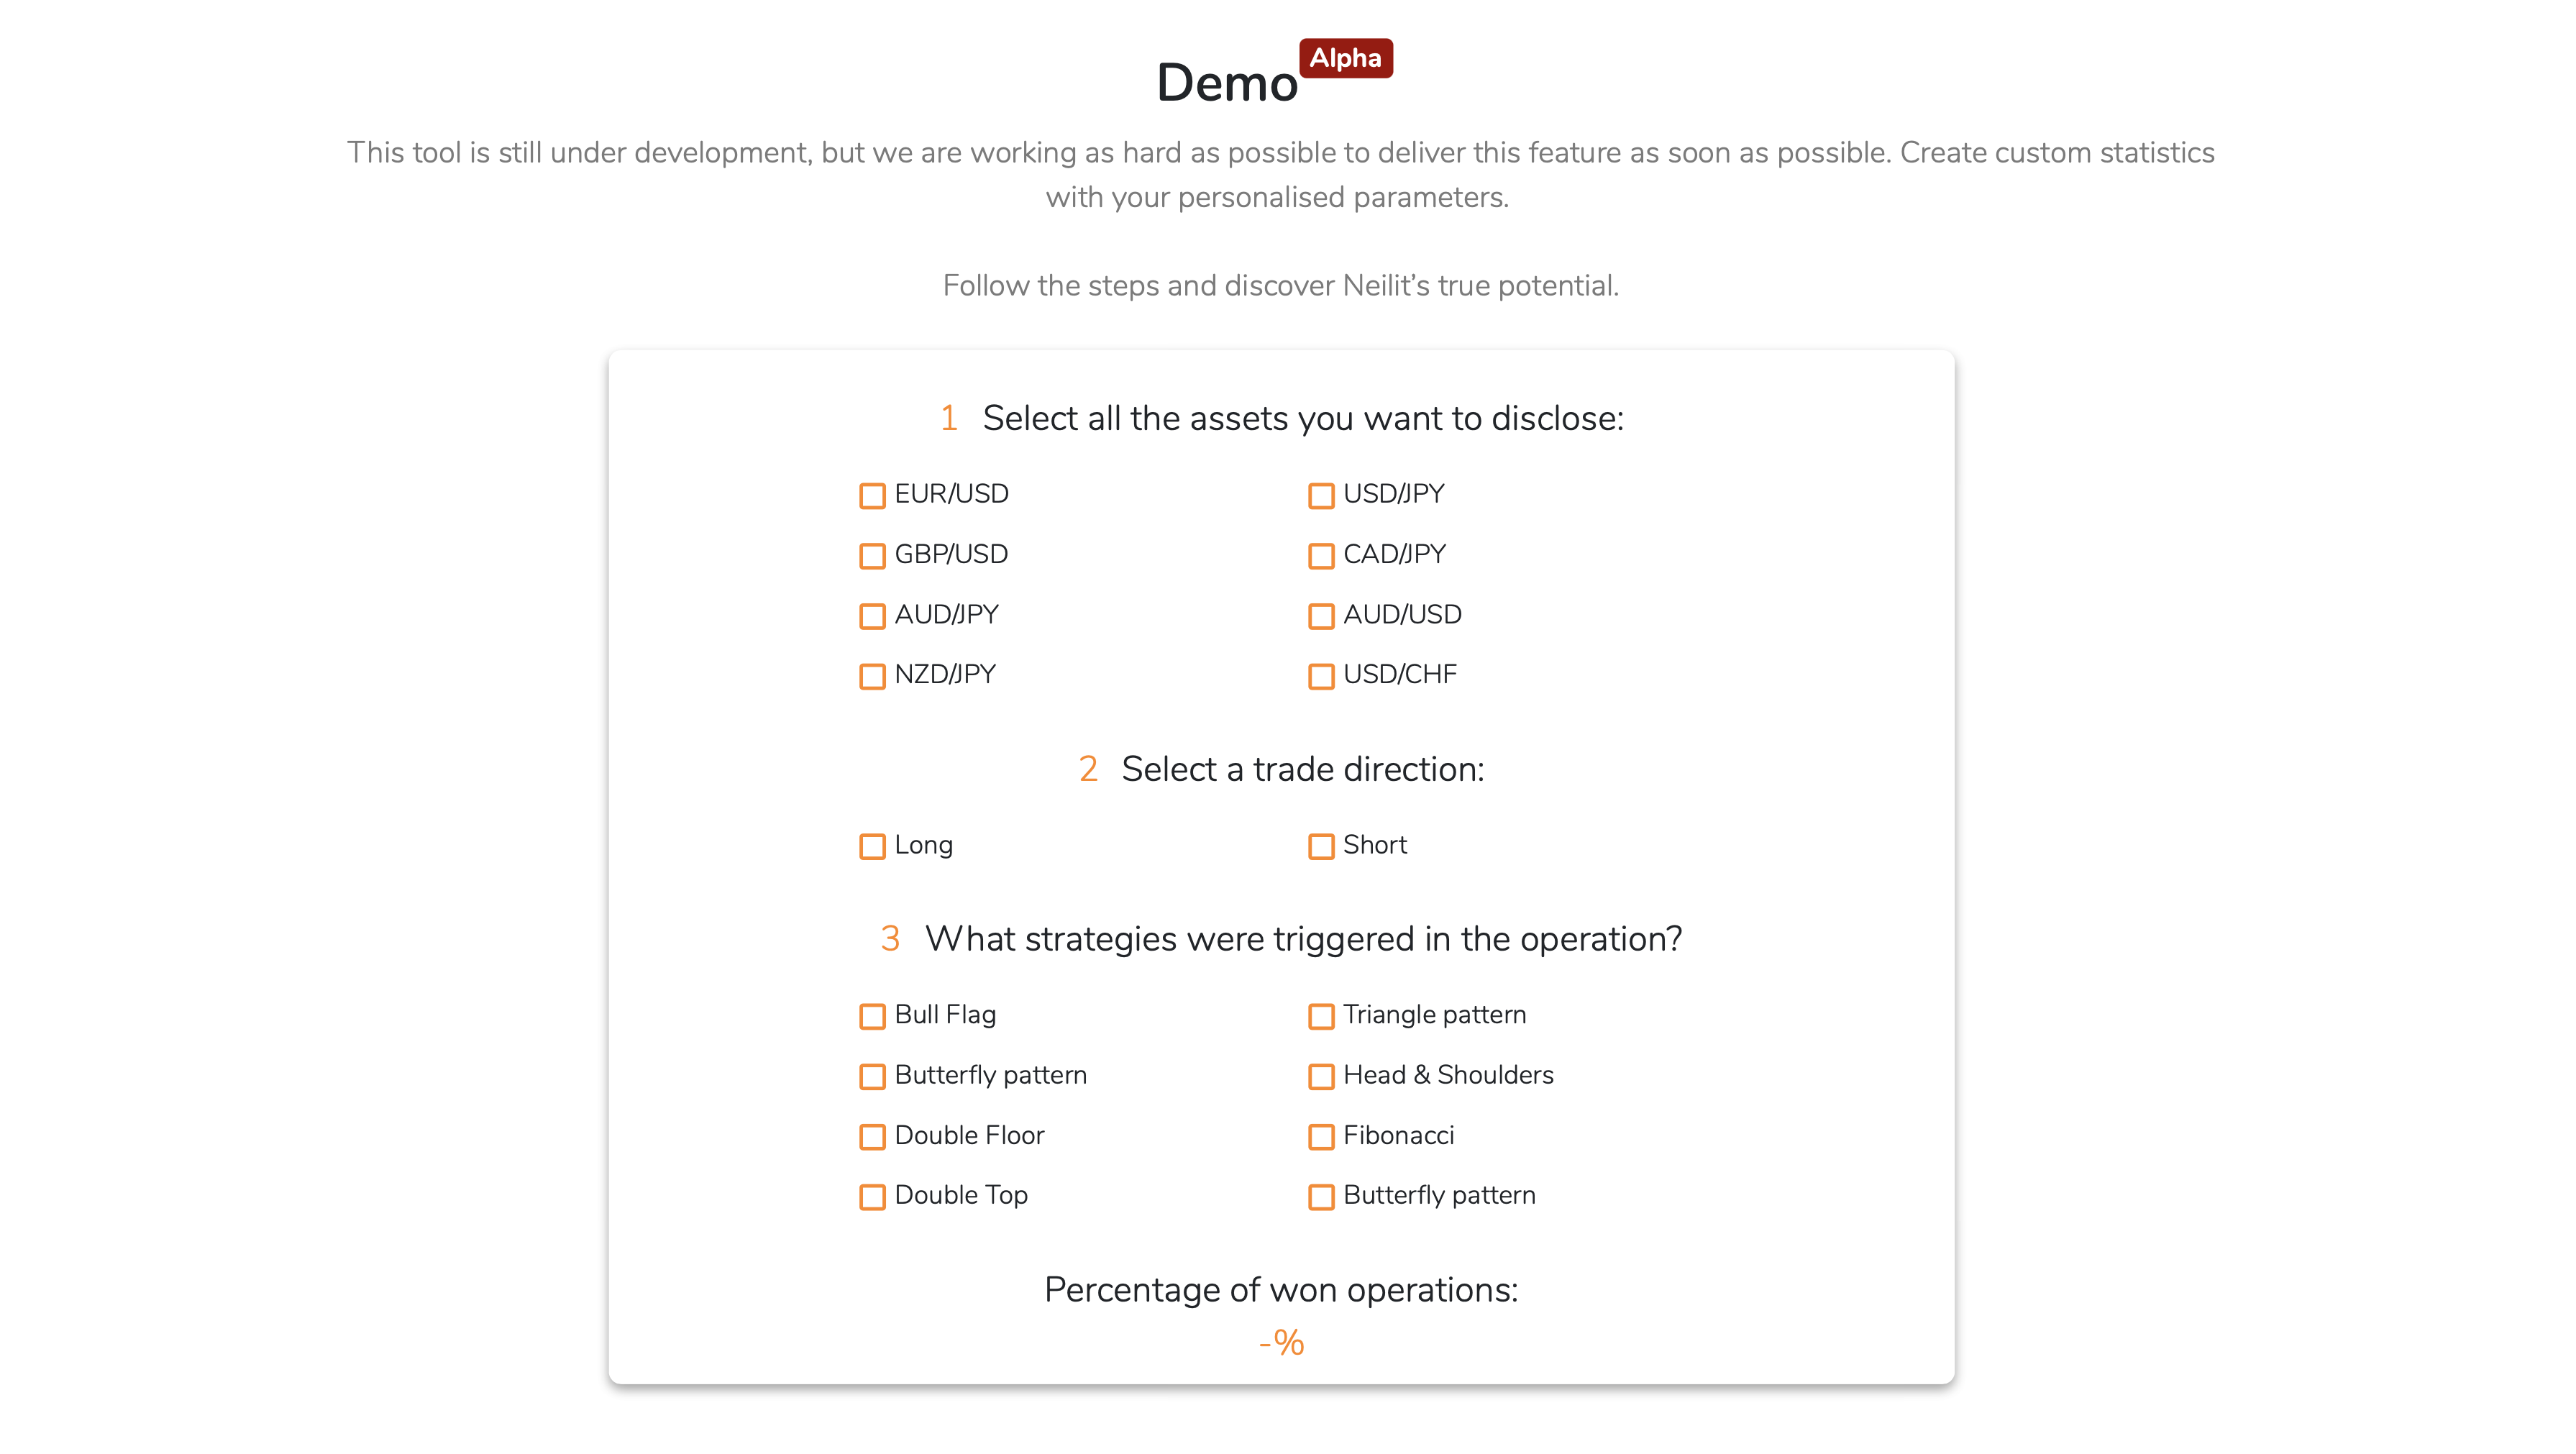 Demo Alpha
This tool is still under development, but we are working as hard as possible to deliver this feature as soon as possible. Create custom statistics
with your personalised parameters.
Follow the steps and discover Neilit’s true potential.
1 Select all the assets you want to disclose:
EUR/USD
USD/JPY
GBP/USD
CAD/JPY
AUD/JPY
AUD/USD
NZD/JPY
USD/CHF
2 Select a trade direction:
Long
Short
3 What strategies were triggered in the operation?
Bull Flag
Triangle pattern
Butterfly pattern
Head & Shoulders
Double Floor
Fibonacci
Double Top
Butterfly pattern
Percentage of won operations:
-%